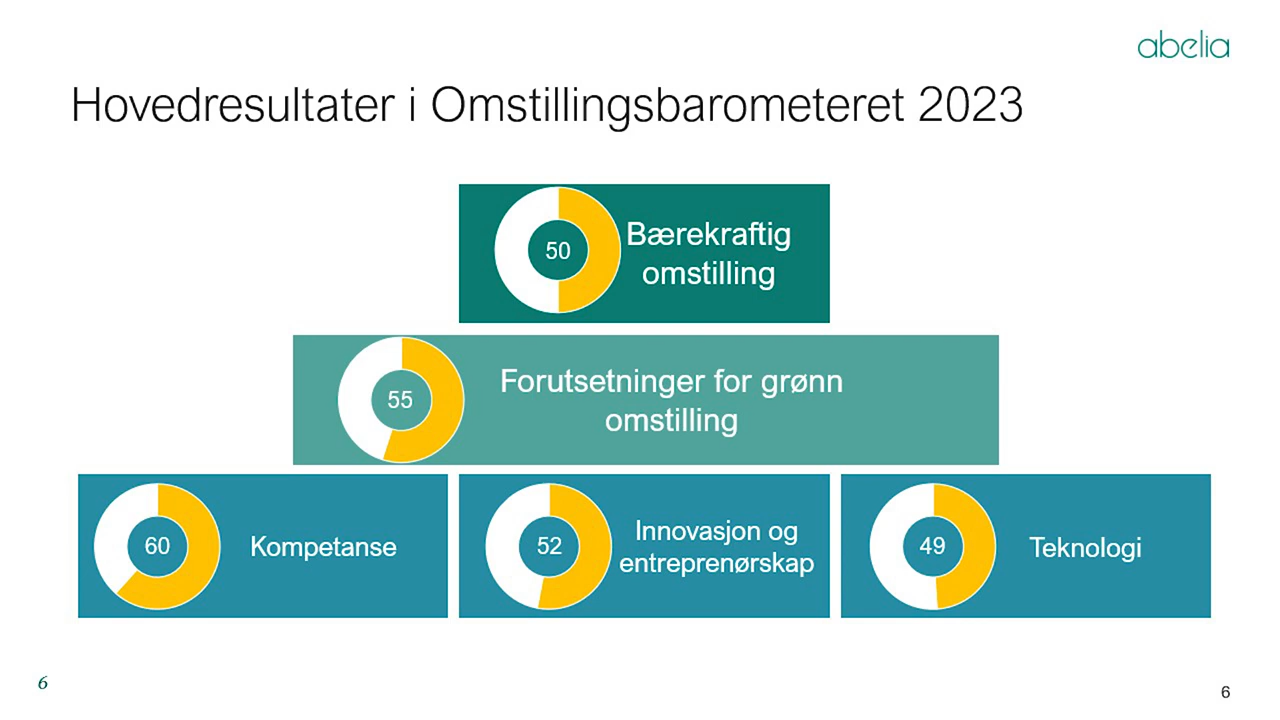 abelia
Hovedresultater i Omstillingsbarometeret 2023
50
Bærekraftig
omstilling
55
Forutsetninger for grønn
omstilling
60
Kompetanse
52
Innovasjon og
entreprenørskap
49
Teknologi
6
6